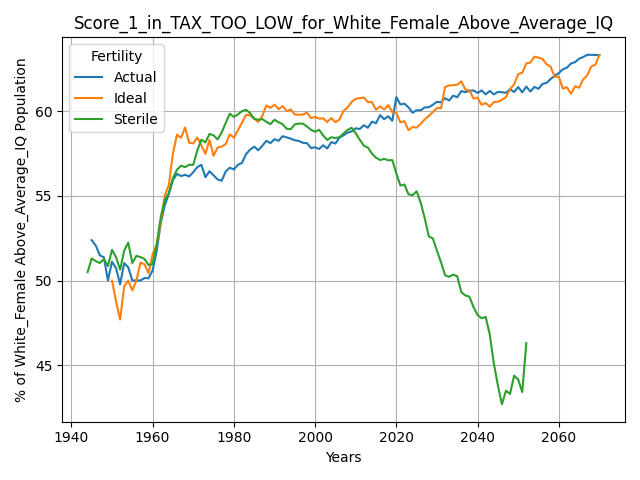 Score_1_in_TAX_TOO_LOW_for_White_Female_Above_Average_IQ
Fertility
Actual
Ideal
Sterile
% of White_Female Above_Average_IQ Population
60
55
50
45
1940
1960
1980
2000
2020
2040
2060
Years